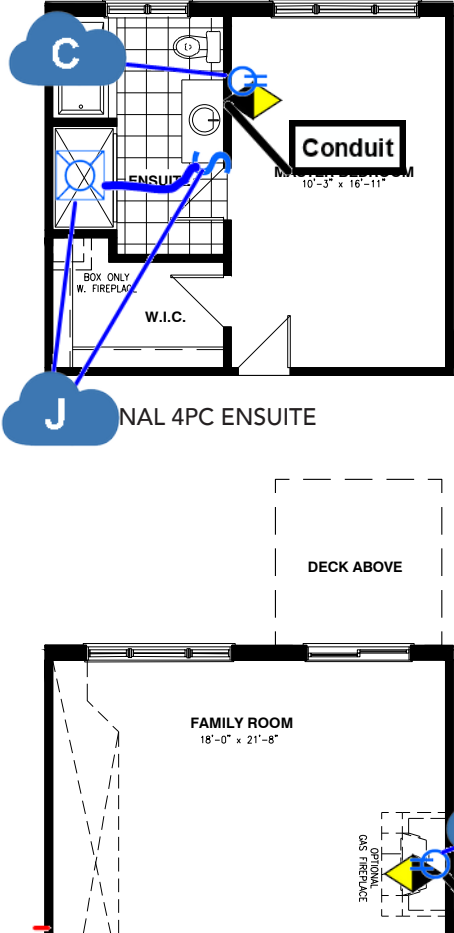 C
Conduit
ENSUITE
MASTER BEDROOM
10'-3" x 16'-11"
BOX ONLY
W. FIREPLACE
W.I.C.
J
NAL 4PC ENSUITE
DECK ABOVE
FAMILY ROOM
18'-0" x 21'-8"
OPTIONAL
GAS FIREPLACE